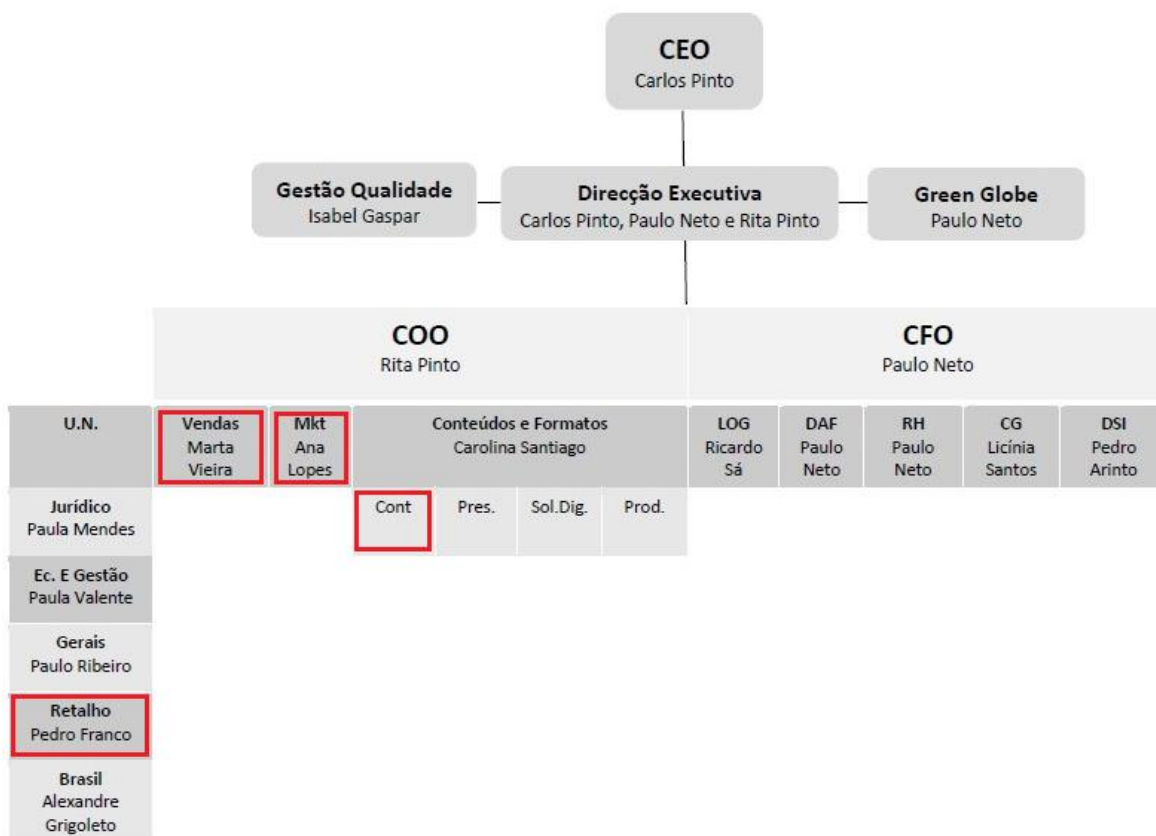 CEO
Carlos Pinto
Gestão Qualidade
Isabel Gaspar
Direcção Executiva
Carlos Pinto, Paulo Neto e Rita Pinto
Green Globe
Paulo Neto
COO
Rita Pinto
CFO
Paulo Neto
U.N.
Vendas
Marta
Vieira
Mkt
Ana
Lopes
Conteúdos e Formatos
Carolina Santiago
LOG
Ricardo
Sá
DAF
Paulo
Neto
RH
Paulo
Neto
CG
Licínia
Santos
DSI
Pedro
Arinto
Jurídico
Paula Mendes
Cont
Pres.
Sol.Dig.
Prod.
Ec. E Gestão
Paula Valente
Gerais
Paulo Ribeiro
Retalho
Pedro Franco
Brasil
Alexandre
Grigoleto